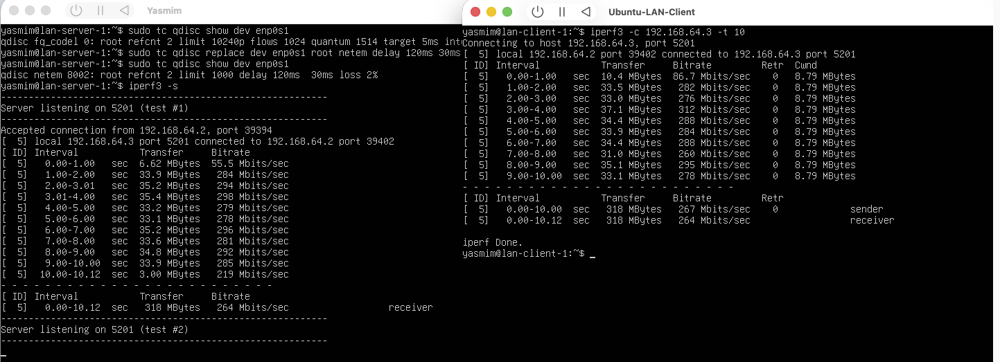 Yasmim
yasmim@lan-server-1:~$ sudo tc qdisc show dev enp0s1
qdisc fq_codel 0: root refcnt 2 limit 10240p flows 1024 quantum 1514 target 5ms inte
yasmim@lan-server-1:~$ sudo tc qdisc replace dev enp0s1 root netem delay 120ms 30ms
yasmim@lan-server-1:~$ sudo tc qdisc show dev enp0s1
qdisc netem 8002: root refcnt 2 limit 1000 delay 120ms  30ms loss 2%
yasmim@lan-server-1:~$ iperf3 -s
-----------------------------------------------------------
Server listening on 5201 (test #1)
-----------------------------------------------------------
Accepted connection from 192.168.64.2, port 39394
[  5] local 192.168.64.3 port 5201 connected to 192.168.64.2 port 39402
[ ID] Interval           Transfer     Bitrate
[  5]   0.00-1.00   sec  6.62 MBytes  55.5 Mbits/sec
[  5]   1.00-2.00   sec  33.9 MBytes   284 Mbits/sec
[  5]   2.00-3.01   sec  35.2 MBytes   294 Mbits/sec
[  5]   3.01-4.00   sec  35.4 MBytes   298 Mbits/sec
[  5]   4.00-5.00   sec  33.2 MBytes   279 Mbits/sec
[  5]   5.00-6.00   sec  33.1 MBytes   278 Mbits/sec
[  5]   6.00-7.00   sec  35.2 MBytes   296 Mbits/sec
[  5]   7.00-8.00   sec  33.6 MBytes   281 Mbits/sec
[  5]   8.00-9.00   sec  34.8 MBytes   292 Mbits/sec
[  5]   9.00-10.00  sec  33.9 MBytes   285 Mbits/sec
[  5]  10.00-10.12  sec  3.00 MBytes   219 Mbits/sec
- - - - - - - - - - - - - - - - - - - - - - - - -
[ ID] Interval           Transfer     Bitrate
[  5]   0.00-10.12  sec   318 MBytes   264 Mbits/sec                  receiver
-----------------------------------------------------------
Server listening on 5201 (test #2)
-----------------------------------------------------------
Ubuntu-LAN-Client
yasmim@lan-client-1:~$ iperf3 -c 192.168.64.3 -t 10
Connecting to host 192.168.64.3, port 5201
[  5] local 192.168.64.2 port 39402 connected to 192.168.64.3 port 5201
[ ID] Interval           Transfer     Bitrate         Retr  Cwnd
[  5]   0.00-1.00   sec  10.4 MBytes  86.7 Mbits/sec    0   8.79 MBytes
[  5]   1.00-2.00   sec  33.5 MBytes   282 Mbits/sec    0   8.79 MBytes
[  5]   2.00-3.00   sec  33.0 MBytes   276 Mbits/sec    0   8.79 MBytes
[  5]   3.00-4.00   sec  37.1 MBytes   312 Mbits/sec    0   8.79 MBytes
[  5]   4.00-5.00   sec  34.4 MBytes   288 Mbits/sec    0   8.79 MBytes
[  5]   5.00-6.00   sec  33.9 MBytes   284 Mbits/sec    0   8.79 MBytes
[  5]   6.00-7.00   sec  34.4 MBytes   288 Mbits/sec    0   8.79 MBytes
[  5]   7.00-8.00   sec  31.0 MBytes   260 Mbits/sec    0   8.79 MBytes
[  5]   8.00-9.00   sec  35.1 MBytes   295 Mbits/sec    0   8.79 MBytes
[  5]   9.00-10.00  sec  33.1 MBytes   278 Mbits/sec    0   8.79 MBytes
- - - - - - - - - - - - - - - - - - - - - - - - -
[ ID] Interval           Transfer     Bitrate         Retr
[  5]   0.00-10.00  sec   318 MBytes   267 Mbits/sec    0             sender
[  5]   0.00-10.12  sec   318 MBytes   264 Mbits/sec                  receiver
iperf Done.
yasmim@lan-client-1:~$ _